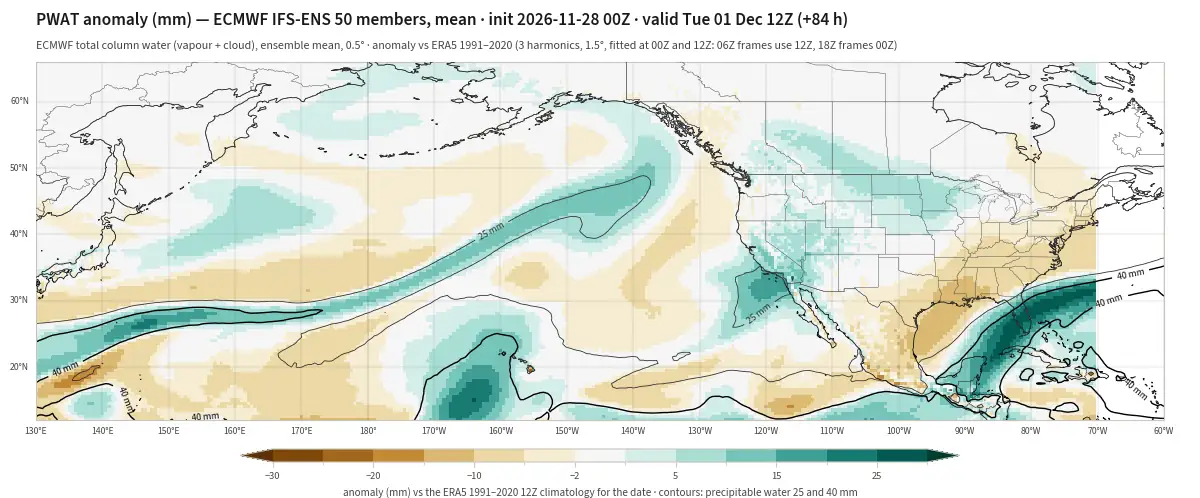 PWAT anomaly (mm) — ECMWF IFS-ENS 50 members, mean · init 2026-11-28 00Z · valid Tue 01 Dec 12Z (+84 h)
ECMWF total column water (vapour + cloud), ensemble mean, 0.5° · anomaly vs ERA5 1991–2020 (3 harmonics, 1.5°, fitted at 00Z and 12Z: 06Z frames use 12Z, 18Z frames 00Z)
60°N
50°N
40°N
30°N
20°N
25 mm
25 mm
40 mm
40 mm
40 mm
40 mm
40 mm
40 mm
130°E 140°E 150°E 160°E 170°E 180° 170°W 160°W 150°W 140°W 130°W 120°W 110°W 100°W 90°W 80°W 70°W 60°W
−30 −20 −10 −2 5 15 25
anomaly (mm) vs the ERA5 1991–2020 12Z climatology for the date · contours: precipitable water 25 and 40 mm